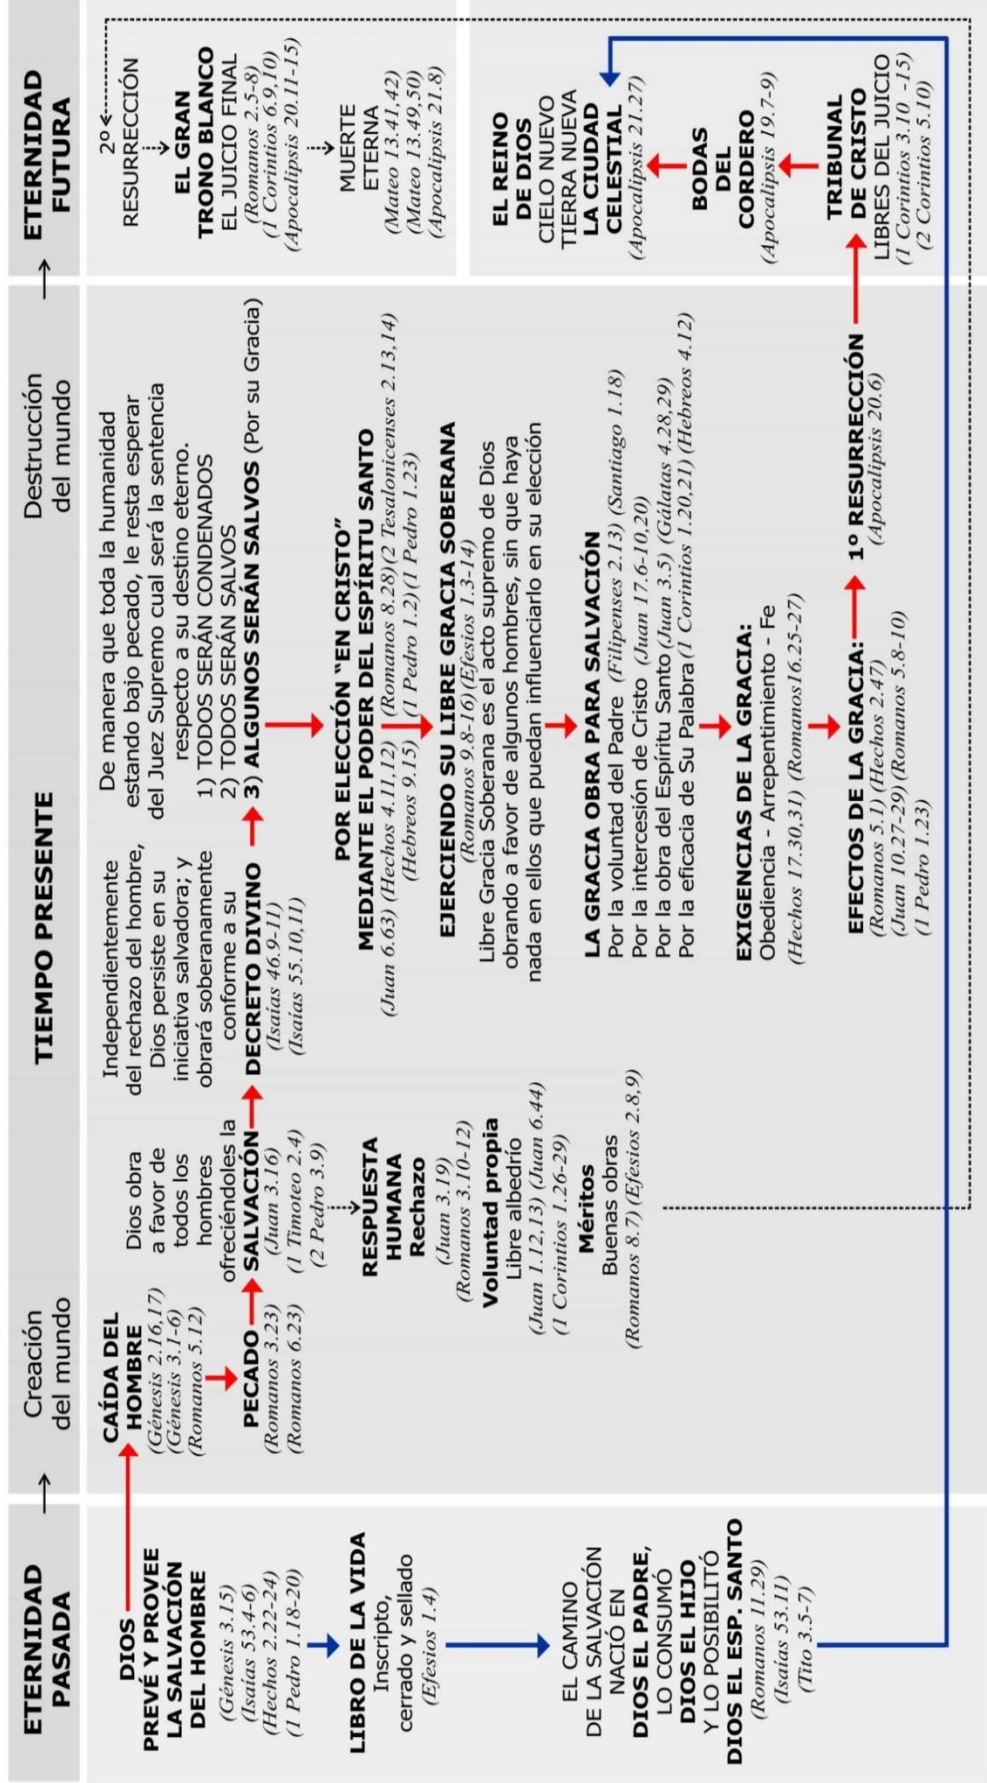 ETERNIDAD
PASADA
→
Creación
del mundo
TIEMPO PRESENTE
Destrucción
del mundo
→
ETERNIDAD
FUTURA
DIOS
PREVÉ Y PROVEE
LA SALVACIÓN
DEL HOMBRE
(Génesis 3.15)
(Isaías 53.4-6)
(Hechos 2.22-24)
(1 Pedro 1.18-20)
LIBRO DE LA VIDA
Inscripto,
cerrado y sellado
(Efesios 1.4)
EL CAMINO
DE LA SALVACIÓN
NACIÓ EN
DIOS EL PADRE,
LO CONSUMÓ
DIOS EL HIJO
Y LO POSIBILITÓ
DIOS EL ESP. SANTO
(Romanos 11.29)
(Isaías 53.11)
(Tito 3.5-7)
CAÍDA DEL
HOMBRE
(Génesis 2.16,17)
(Génesis 3.1-6)
(Romanos 5.12)
PECADO
(Romanos 3.23)
(Romanos 6.23)
Dios obra
a favor de
todos los
hombres
ofreciéndoles la
SALVACIÓN
(Juan 3.16)
(1 Timoteo 2.4)
(2 Pedro 3.9)
RESPUESTA
HUMANA
Rechazo
(Juan 3.19)
(Romanos 3.10-12)
Voluntad propia
Libre albedrío
(Juan 1.12,13) (Juan 6.44)
(1 Corintios 1.26-29)
Méritos
Buenas obras
(Romanos 8.7) (Efesios 2.8,9)
Independientemente
del rechazo del hombre,
Dios persiste en su
iniciativa salvadora; y
obrará soberanamente
conforme a su
DECRETO DIVINO
(Isaías 46.9-11)
(Isaías 55.10,11)
De manera que toda la humanidad
estando bajo pecado, le resta esperar
del Juez Supremo cual será la sentencia
respecto a su destino eterno.
1) TODOS SERÁN CONDENADOS
2) TODOS SERÁN SALVOS
3) ALGUNOS SERÁN SALVOS (Por su Gracia)
POR ELECCIÓN "EN CRISTO"
MEDIANTE EL PODER DEL ESPÍRITU SANTO
(Juan 6.63) (Hechos 4.11,12) (Romanos 8.28)(2 Tesalonicenses 2.13,14)
(Hebreos 9.15) (1 Pedro 1.2)(1 Pedro 1.23)
EJERCIENDO SU LIBRE GRACIA SOBERANA
(Romanos 9.8-16)(Efesios 1.3-14)
Libre Gracia Soberana es el acto supremo de Dios
obrando a favor de algunos hombres, sin que haya
nada en ellos que puedan influenciarlo en su elección
LA GRACIA OBRA PARA SALVACIÓN
Por la voluntad del Padre (Filipenses 2.13) (Santiago 1.18)
Por la intercesión de Cristo (Juan 17.6-10,20)
Por la obra del Espíritu Santo (Juan 3.5) (Gálatas 4.28,29)
Por la eficacia de Su Palabra (1 Corintios 1.20,21) (Hebreos 4.12)
EXIGENCIAS DE LA GRACIA:
Obediencia - Arrepentimiento - Fe
(Hechos 17.30,31) (Romanos16.25-27)
EFECTOS DE LA GRACIA:
(Romanos 5.1) (Hechos 2.47)
(Juan 10.27-29) (Romanos 5.8-10)
(1 Pedro 1.23)
1º RESURRECCIÓN
(Apocalipsis 20.6)
2º
RESURRECCIÓN
EL GRAN
TRONO BLANCO
EL JUICIO FINAL
(Romanos 2.5-8)
(1 Corintios 6.9,10)
(Apocalipsis 20.11-15)
MUERTE
ETERNA
(Mateo 13.41,42)
(Mateo 13.49,50)
(Apocalipsis 21.8)
EL REINO
DE DIOS
CIELO NUEVO
TIERRA NUEVA
LA CIUDAD
CELESTIAL
(Apocalipsis 21.27)
BODAS
DEL
CORDERO
(Apocalipsis 19.7-9)
TRIBUNAL
DE CRISTO
LIBRES DEL JUICIO
(1 Corintios 3.10 -15)
(2 Corintios 5.10)